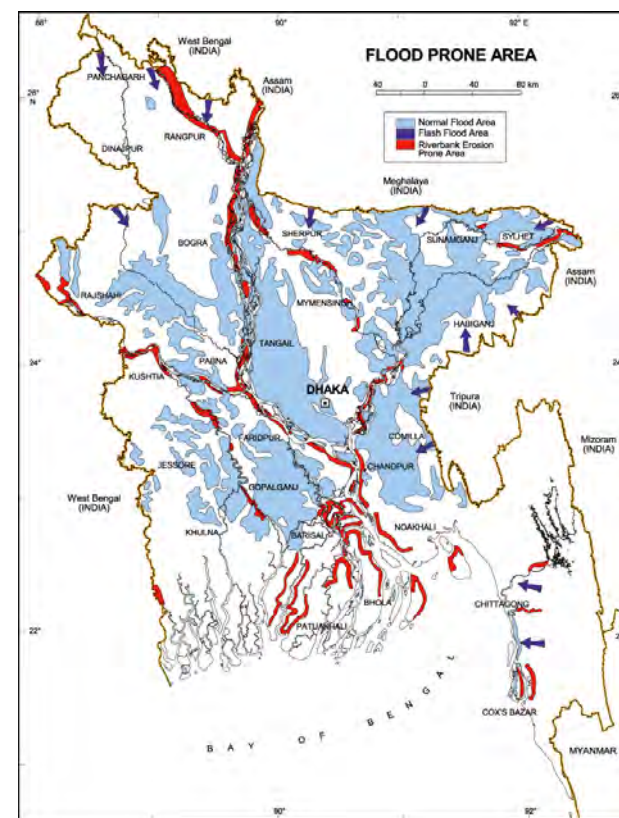 88°
90°
92° E
West Bengal
(INDIA)
FLOOD PRONE AREA
PANCHAGARH
Assam
(INDIA)
40 0 40 80 km
26°
N
Normal Flood Area
Flash Flood Area
Riverbank Erosion
Prone Area
RANGPUR
DINAJPUR
Meghalaya
(INDIA)
SHERPUR
SUNAMGANJ
SYLHET
BOGRA
Assam
(INDIA)
RAJSHAHI
MYMENSINGH
HABIGANJ
TANGAIL
24°
24
PABNA
KUSHTIA
DHAKA
Tripura
(INDIA)
FARIDPUR
COMILLA
Mizoram
(INDIA)
JESSORE
CHANDPUR
West Bengal
(INDIA)
GOPALGANJ
NOAKHALI
KHULNA
BARISAL
BHOLA
CHITTAGONG
22°
PATUAKHALI
COX'S BAZAR
BAY OF BENGAL
MYANMAR
90°
92°